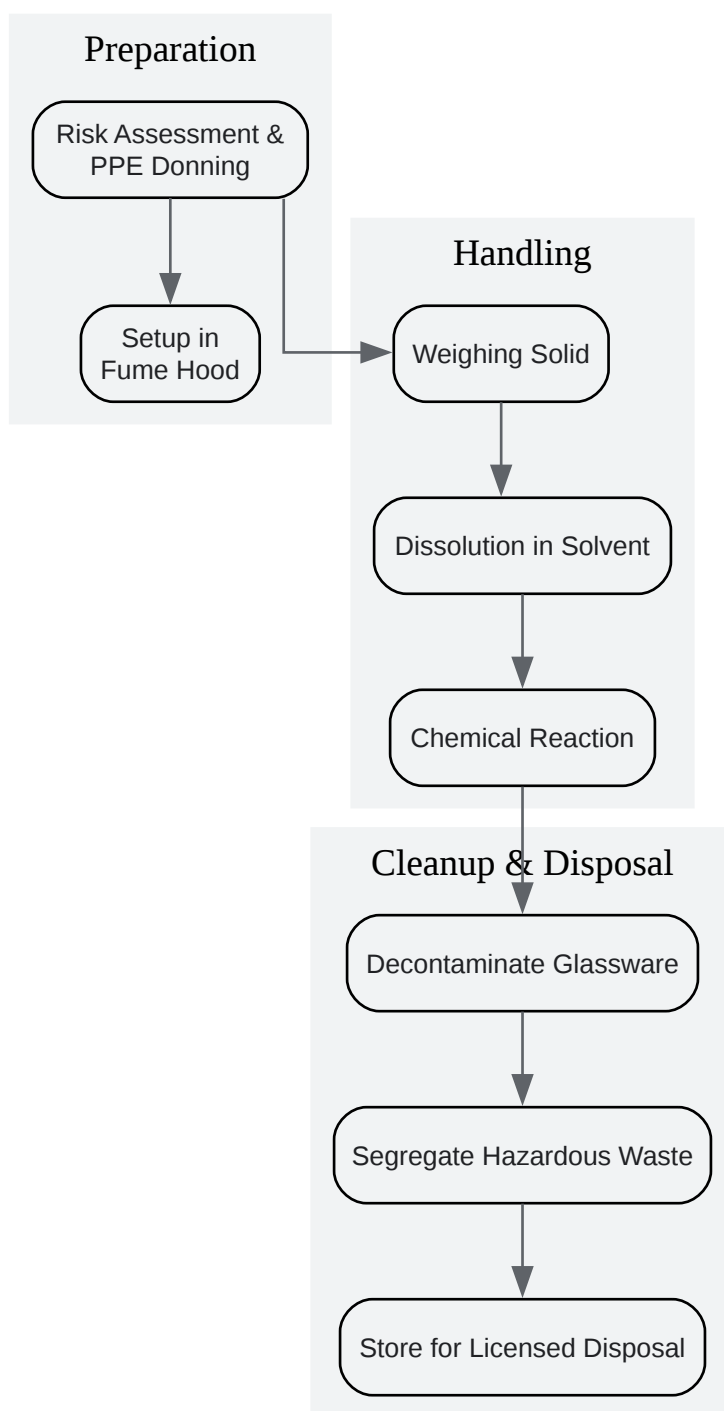 Preparation
Risk Assessment &
PPE Donning
Setup in
Fume Hood
Handling
Weighing Solid
Dissolution in Solvent
Chemical Reaction
Cleanup & Disposal
Decontaminate Glassware
Segregate Hazardous Waste
Store for Licensed Disposal